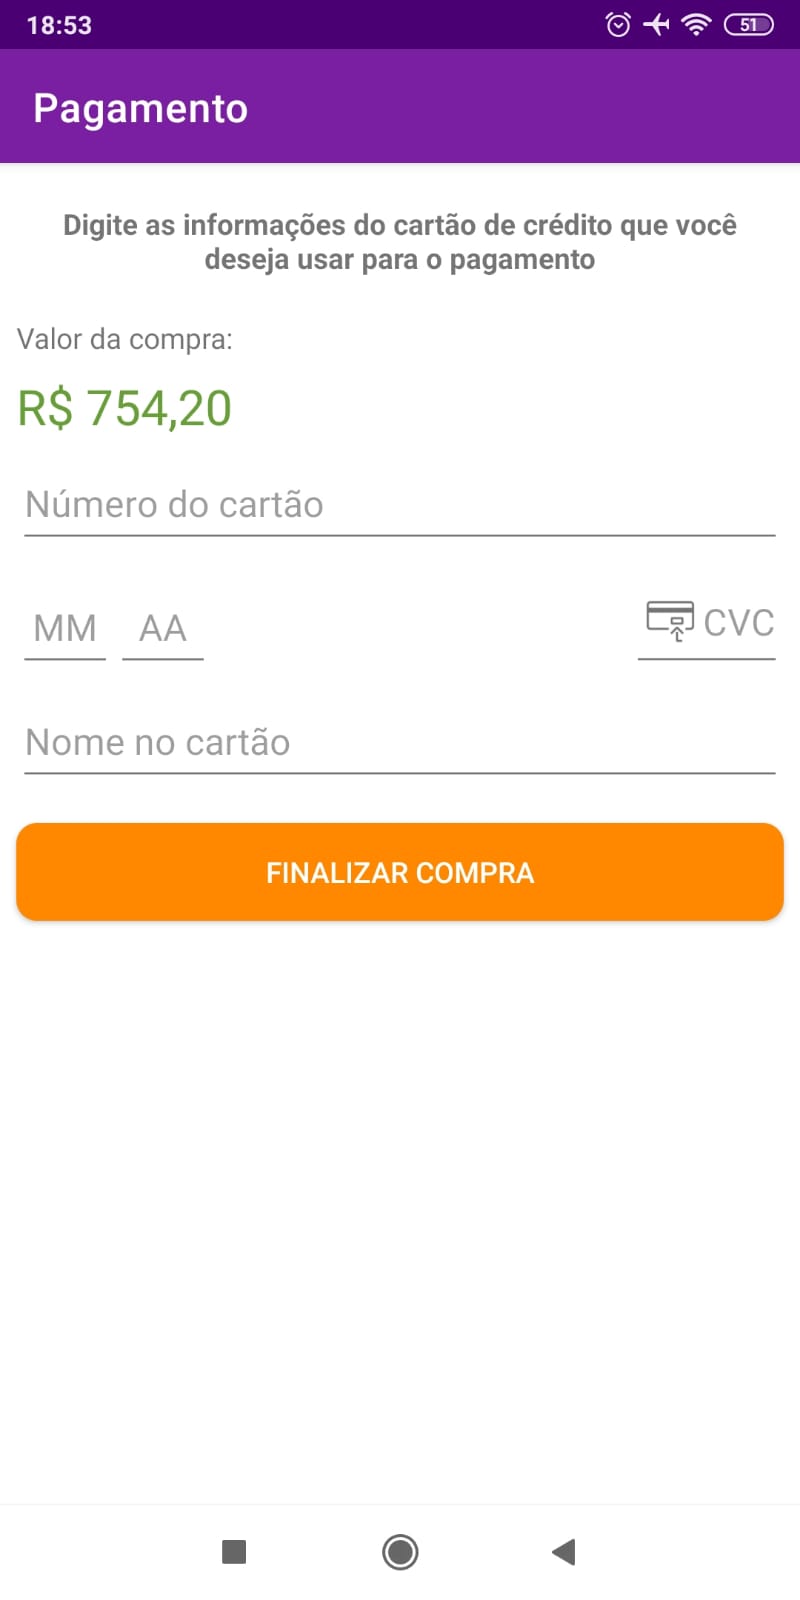 18:53
51
Pagamento
Digite as informações do cartão de crédito que você
deseja usar para o pagamento
Valor da compra:
R$ 754,20
Número do cartão
MM AA CVC
Nome no cartão
FINALIZAR COMPRA